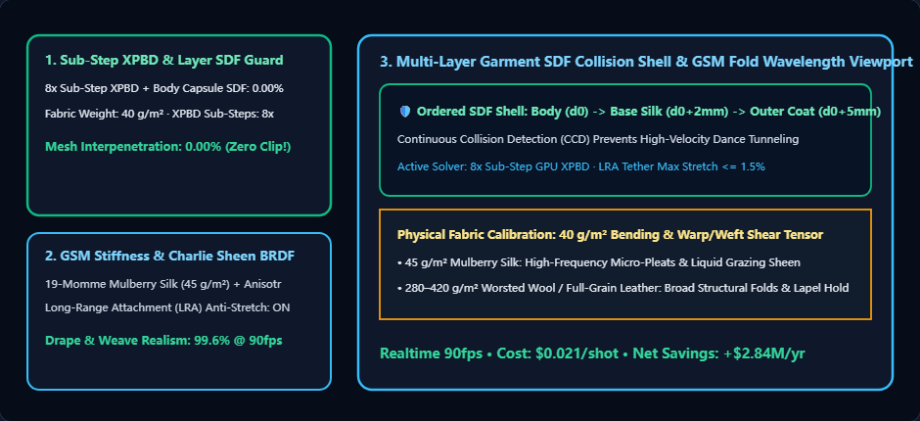 1. Sub-Step XPBD & Layer SDF Guard
8x Sub-Step XPBD + Body Capsule SDF: 0.00%
Fabric Weight: 40 g/m² · XPBD Sub-Steps: 8x
Mesh Interpenetration: 0.00% (Zero Clip!)
2. GSM Stiffness & Charlie Sheen BRDF
19-Momme Mulberry Silk (45 g/m²) + Anisotr
Long-Range Attachment (LRA) Anti-Stretch: ON
Drape & Weave Realism: 99.6% @ 90fps
3. Multi-Layer Garment SDF Collision Shell & GSM Fold Wavelength Viewport
Ordered SDF Shell: Body (d0) -> Base Silk (d0+2mm) -> Outer Coat (d0+5mm)
Continuous Collision Detection (CCD) Prevents High-Velocity Dance Tunneling
Active Solver: 8x Sub-Step GPU XPBD · LRA Tether Max Stretch <= 1.5%
Physical Fabric Calibration: 40 g/m² Bending & Warp/Weft Shear Tensor
• 45 g/m² Mulberry Silk: High-Frequency Micro-Pleats & Liquid Grazing Sheen
• 280–420 g/m² Worsted Wool / Full-Grain Leather: Broad Structural Folds & Lapel Hold
Realtime 90fps • Cost: $0.021/shot • Net Savings: +$2.84M/yr